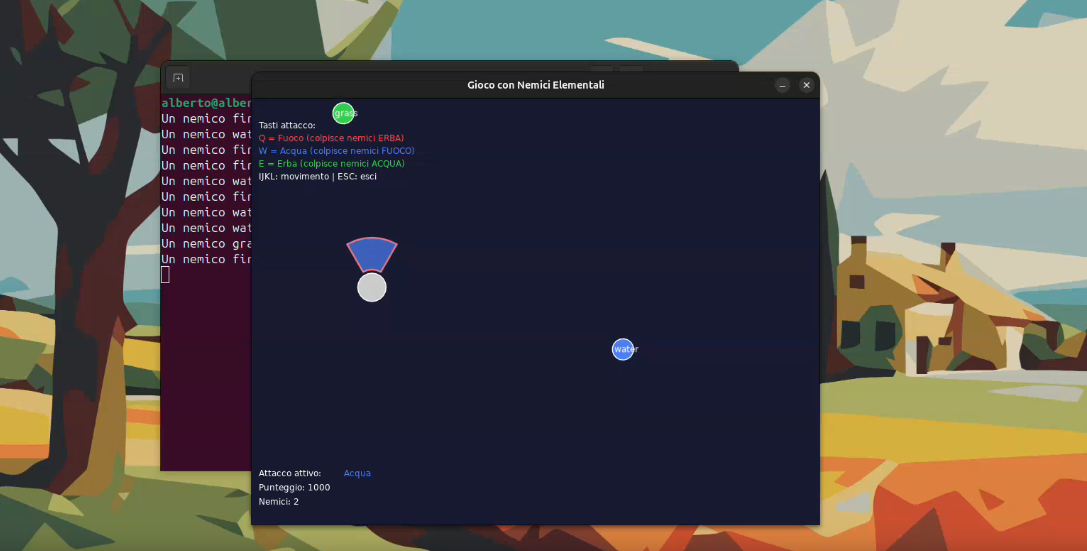 Gioco con Nemici Elementali
alberto@alber
Un nemico fir
Un nemico wat
Un nemico fir
Un nemico fir
Un nemico wat
Un nemico fir
Un nemico wat
Un nemico wat
Un nemico gra
Un nemico fir
grass
Tasti attacco:
Q = Fuoco (colpisce nemici ERBA)
W = Acqua (colpisce nemici FUOCO)
E = Erba (colpisce nemici ACQUA)
IJKL: movimento | ESC: esci
water
Attacco attivo: Acqua
Punteggio: 1000
Nemici: 2